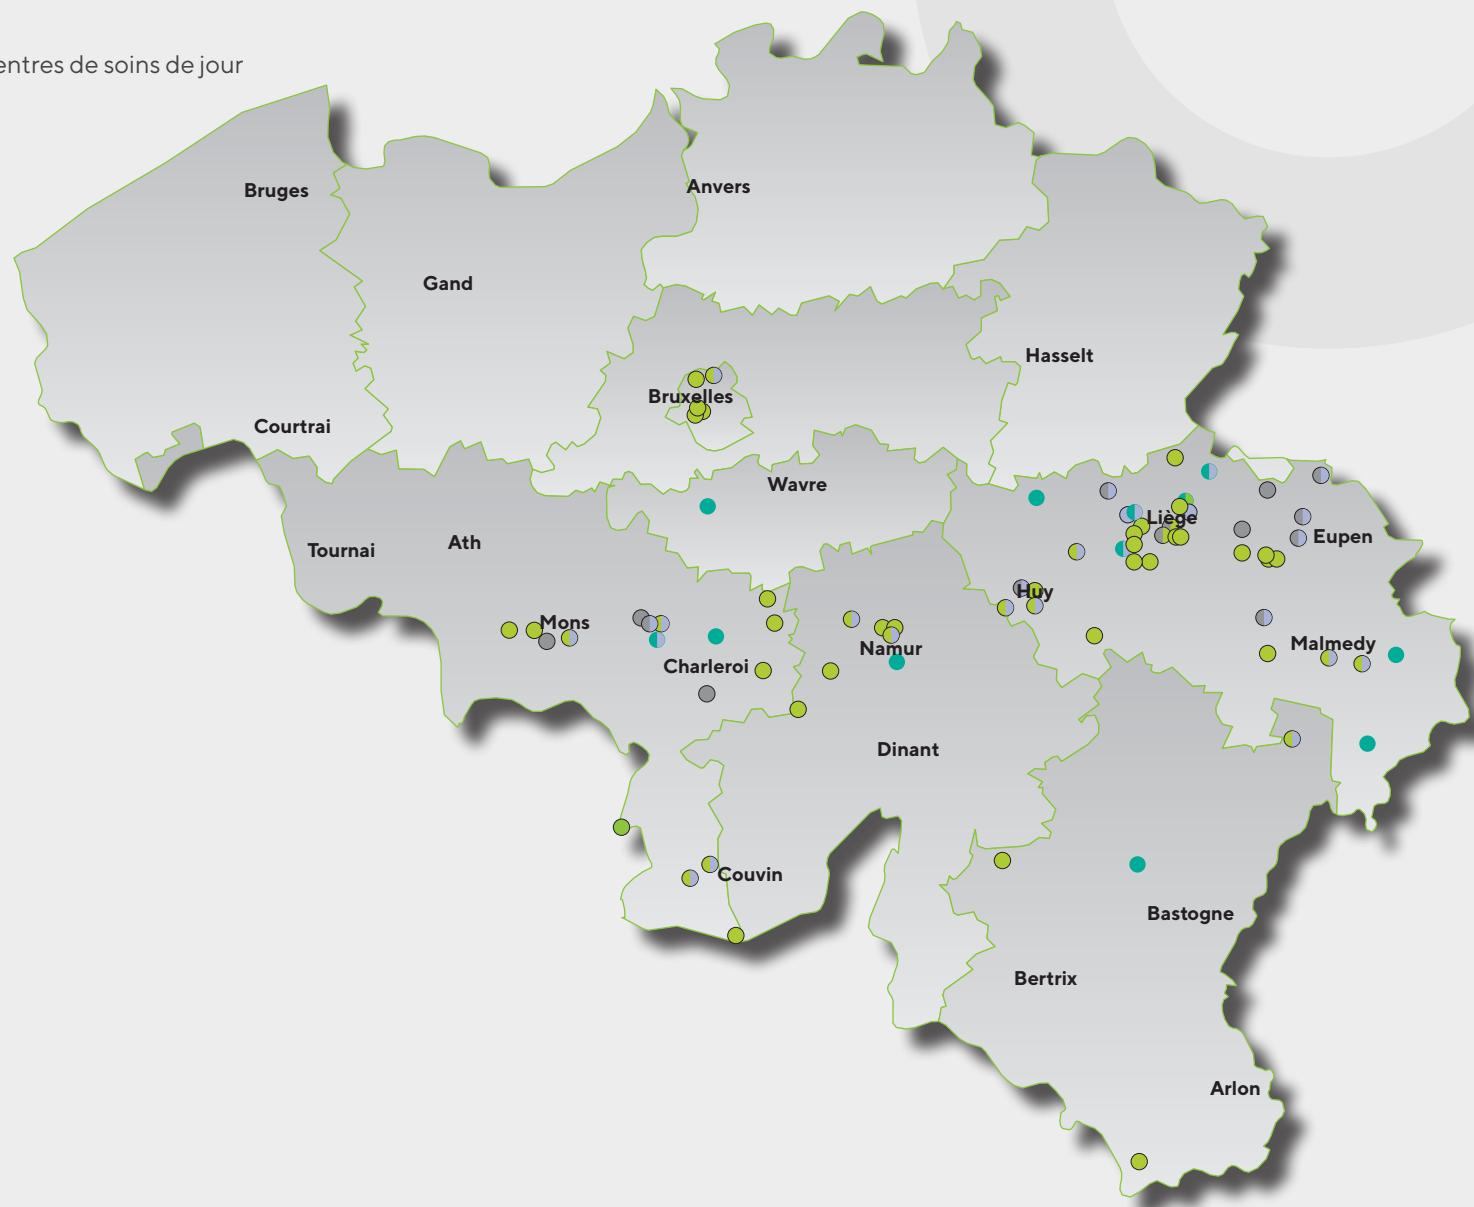 entres de soins de jour
Bruges
Anvers
Gand
Hasselt
Bruxelles
Courtrai
Wavre
Liège
Eupen
Tournai
Ath
Huy
Mons
Malmedy
Namur
Charleroi
Dinant
Couvin
Bastogne
Bertrix
Arlon